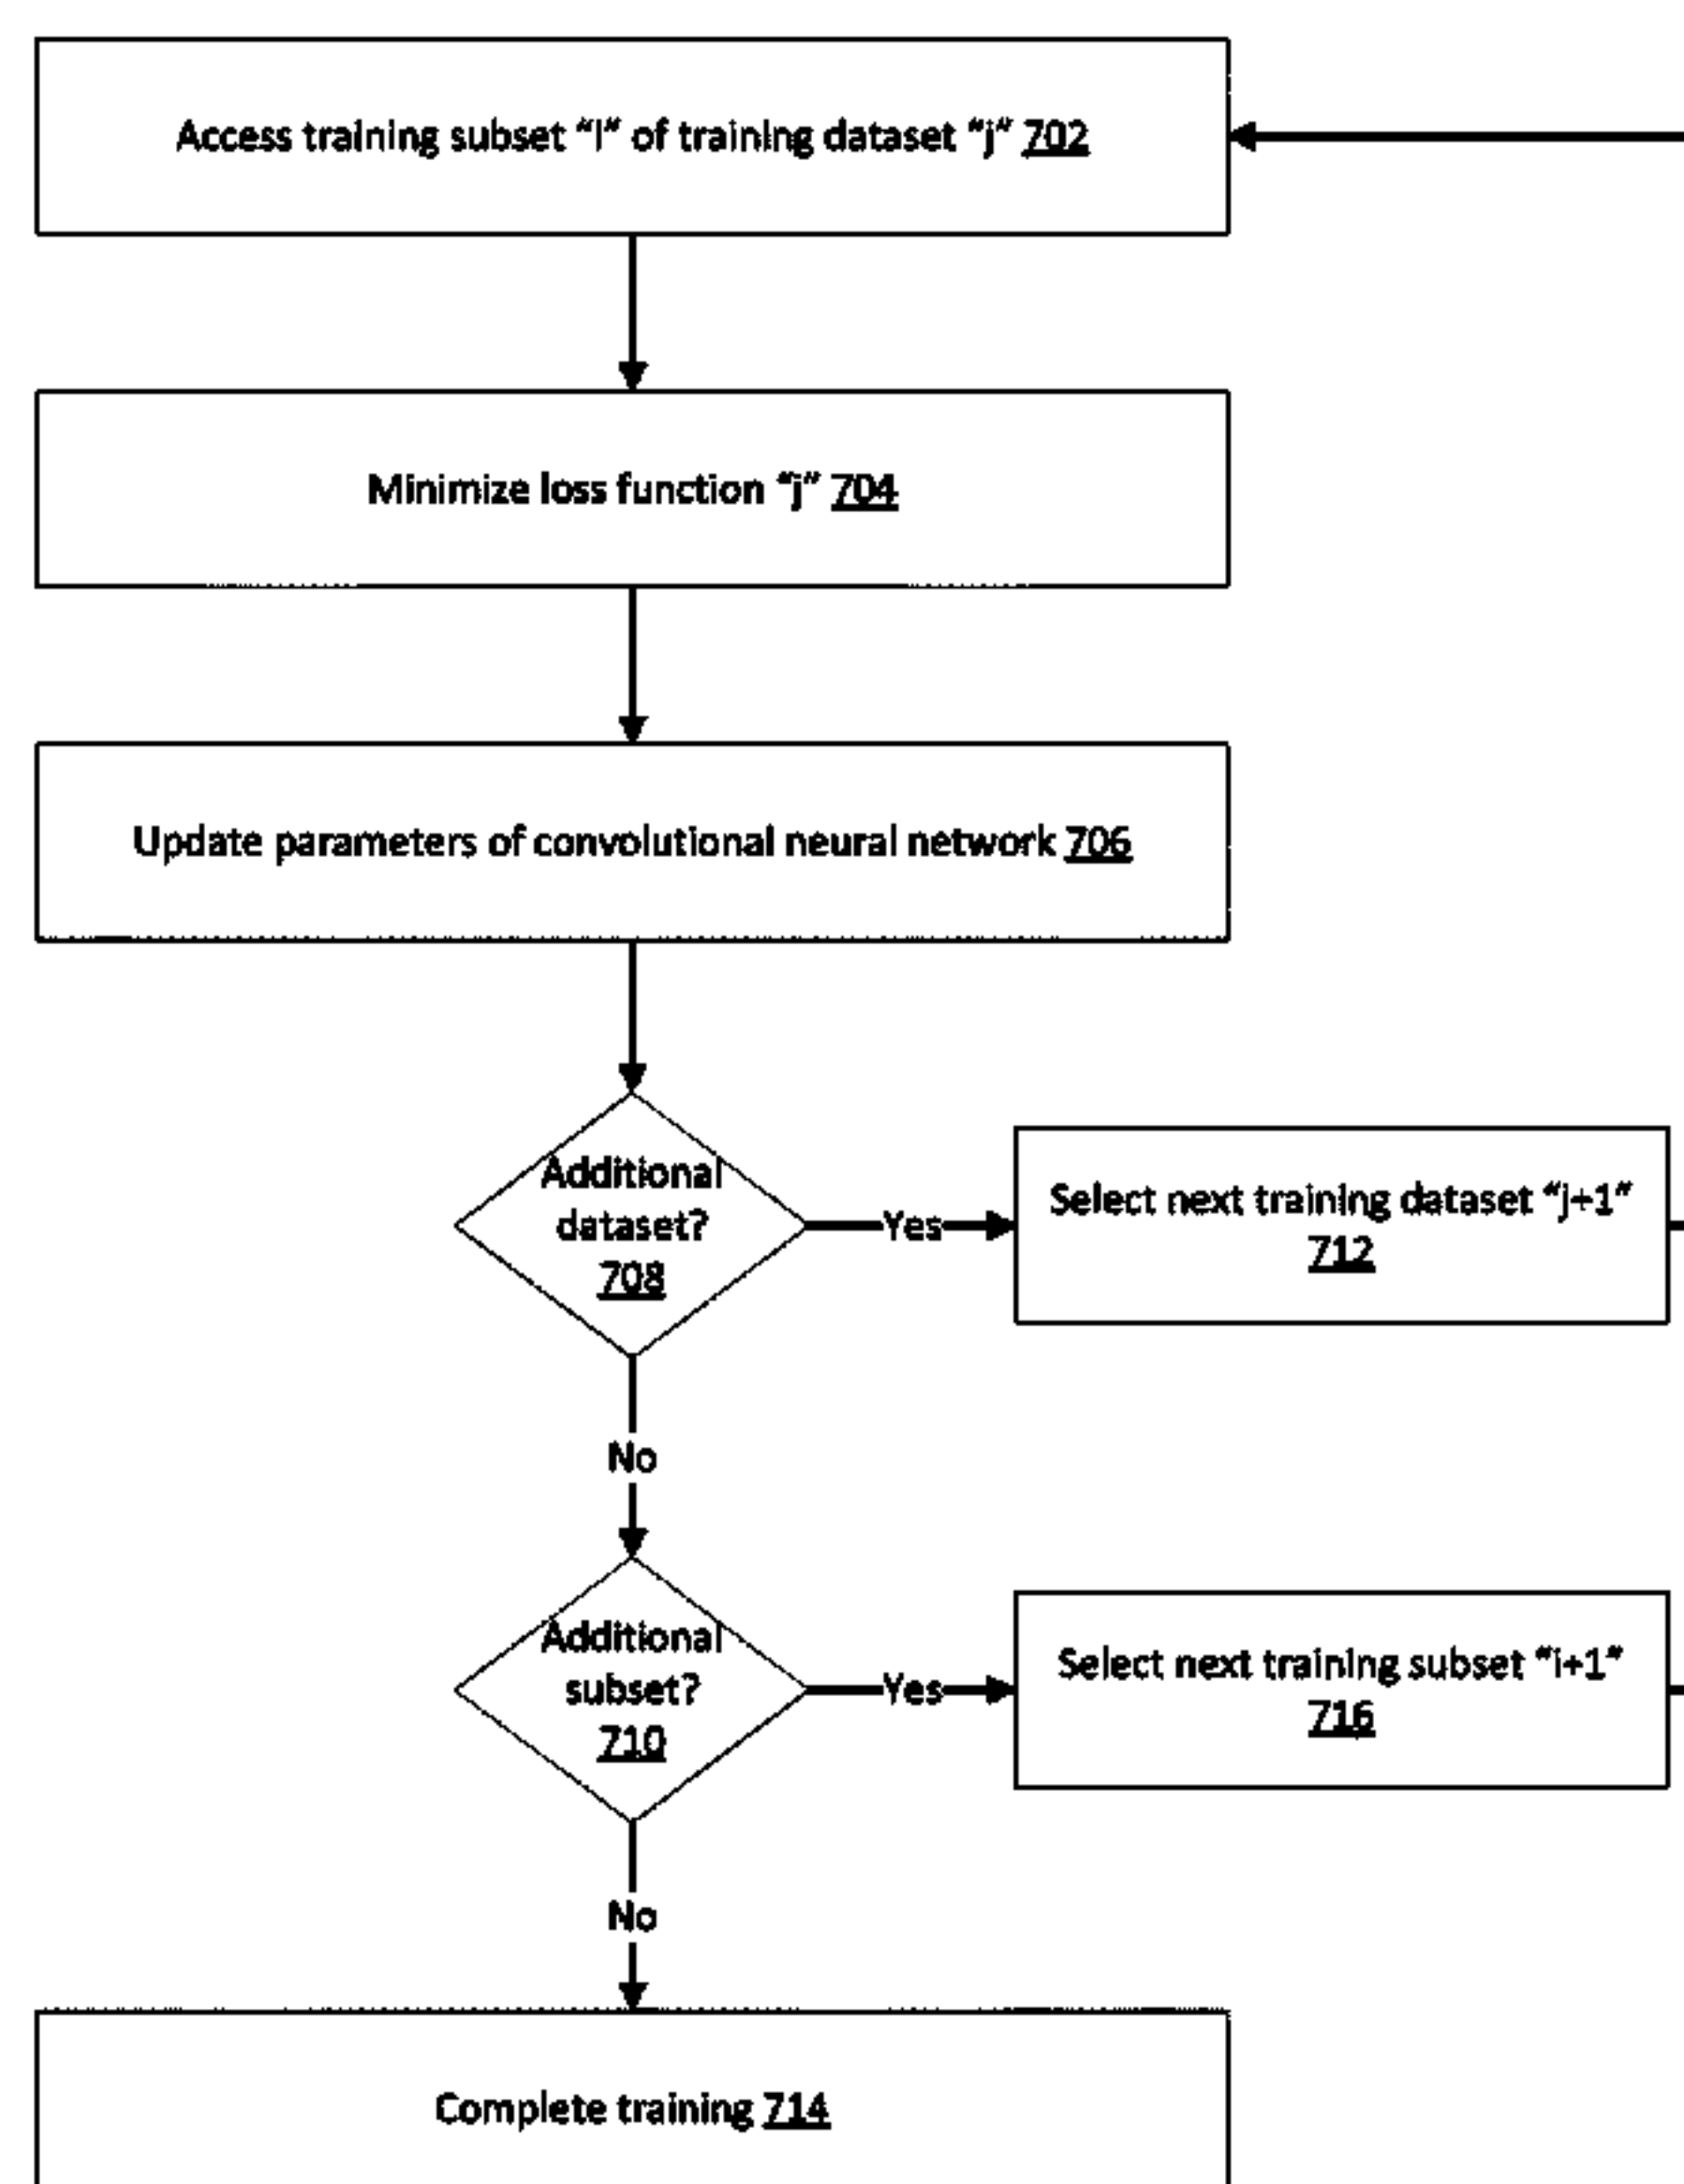 Access training subset “i” of training dataset “j” 702
Minimize loss function “j” 704
Update parameters of convolutional neural network 706
Additional
dataset?
708
Yes
Select next training dataset “j+1”
712
No
Additional
subset?
710
Yes
Select next training subset “i+1”
716
No
Complete training 714